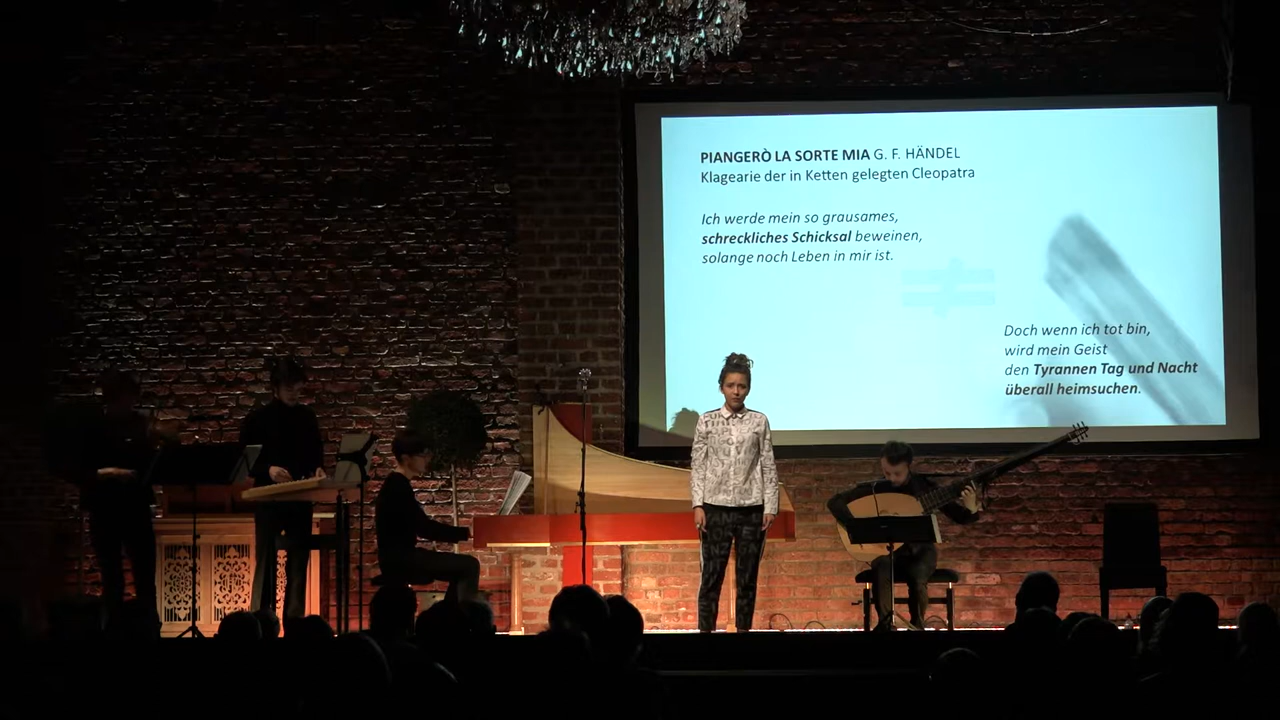 PIANGERÒ LA SORTE MIA G. F. HÄNDEL
Klagearie der in Ketten gelegten Cleopatra
Ich werde mein so grausames,
schreckliches Schicksal beweinen,
solange noch Leben in mir ist.
Doch wenn ich tot bin,
wird mein Geist
den Tyrannen Tag und Nacht
überall heimsuchen.